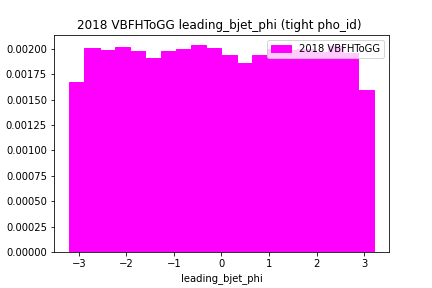 2018 VBFHToGG leading_bjet_phi (tight pho_id)
2018 VBFHToGG
0.00200
0.00175
0.00150
0.00125
0.00100
0.00075
0.00050
0.00025
0.00000
−3 −2 −1 0 1 2 3
leading_bjet_phi